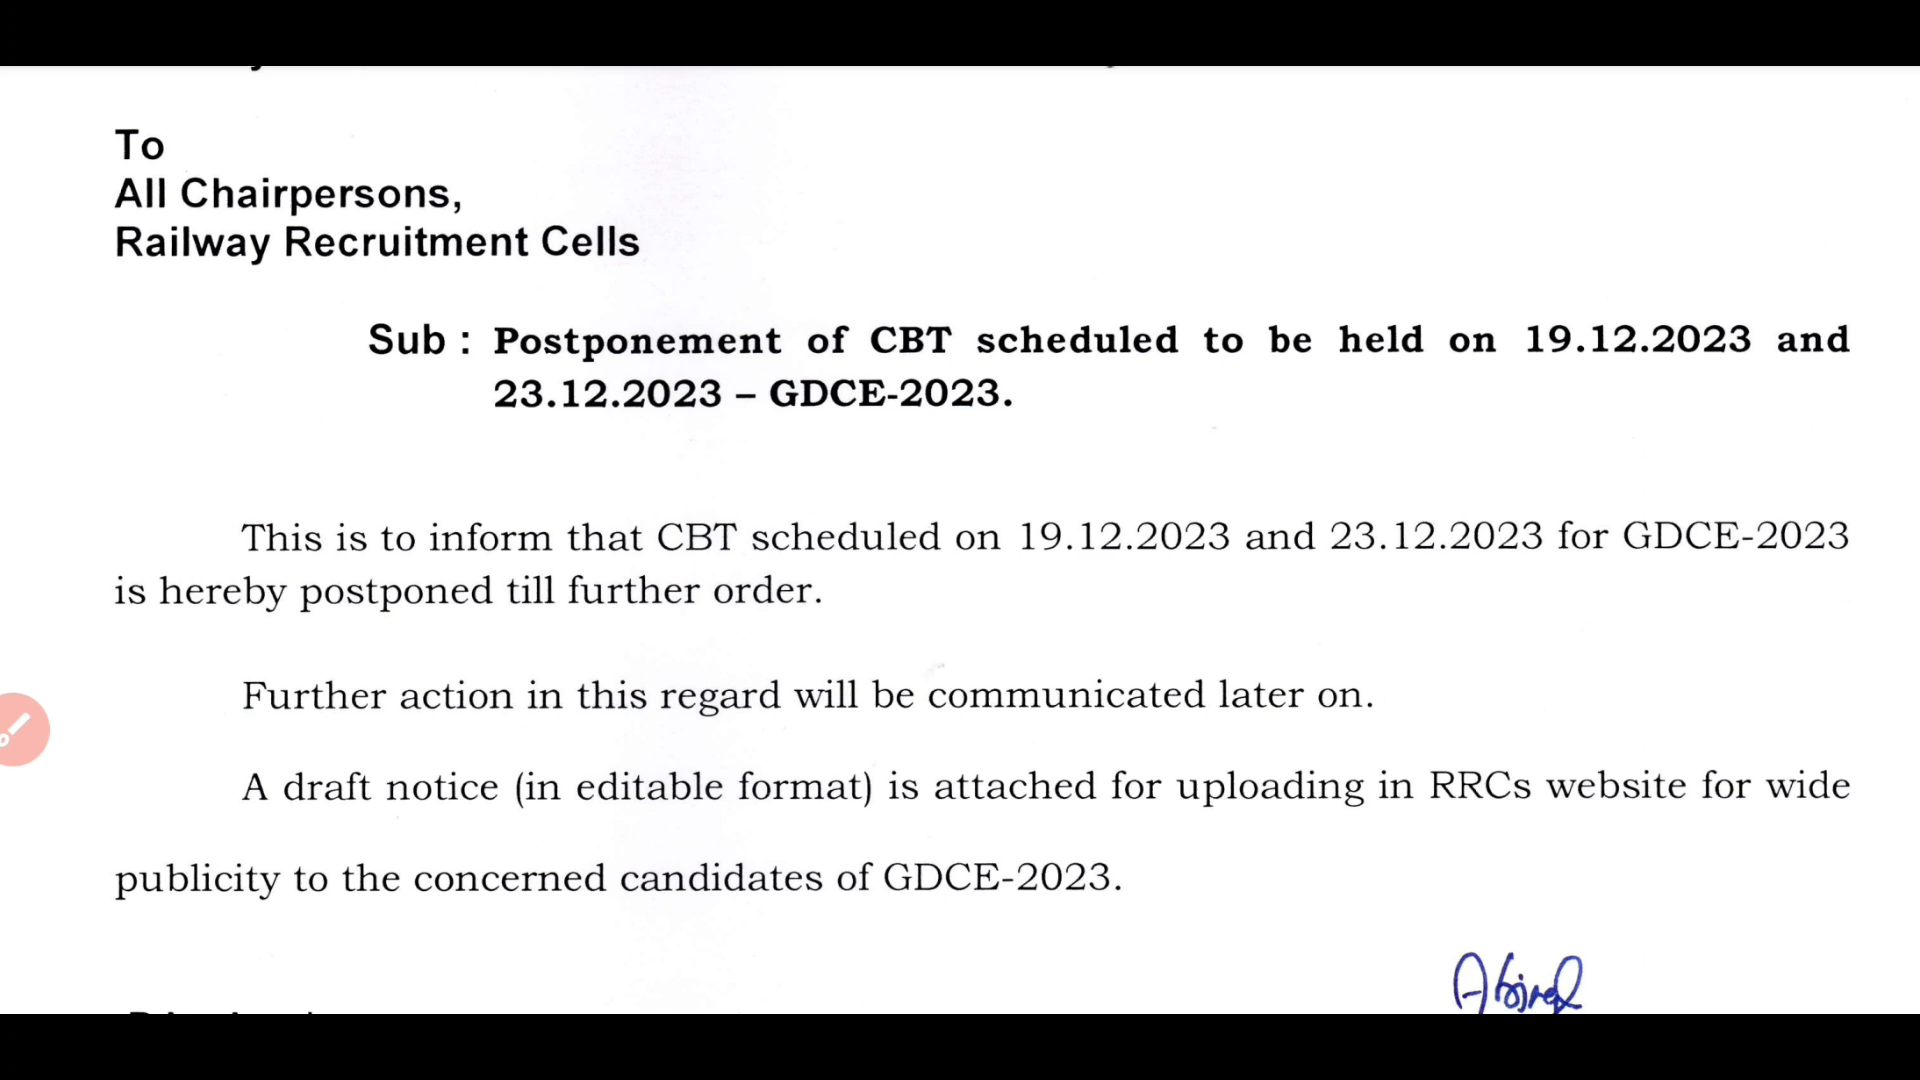 To
All Chairpersons,
Railway Recruitment Cells
Sub : Postponement of CBT scheduled to be held on 19.12.2023 and
23.12.2023 – GDCE-2023.
This is to inform that CBT scheduled on 19.12.2023 and 23.12.2023 for GDCE-2023
is hereby postponed till further order.
Further action in this regard will be communicated later on.
A draft notice (in editable format) is attached for uploading in RRCs website for wide
publicity to the concerned candidates of GDCE-2023.